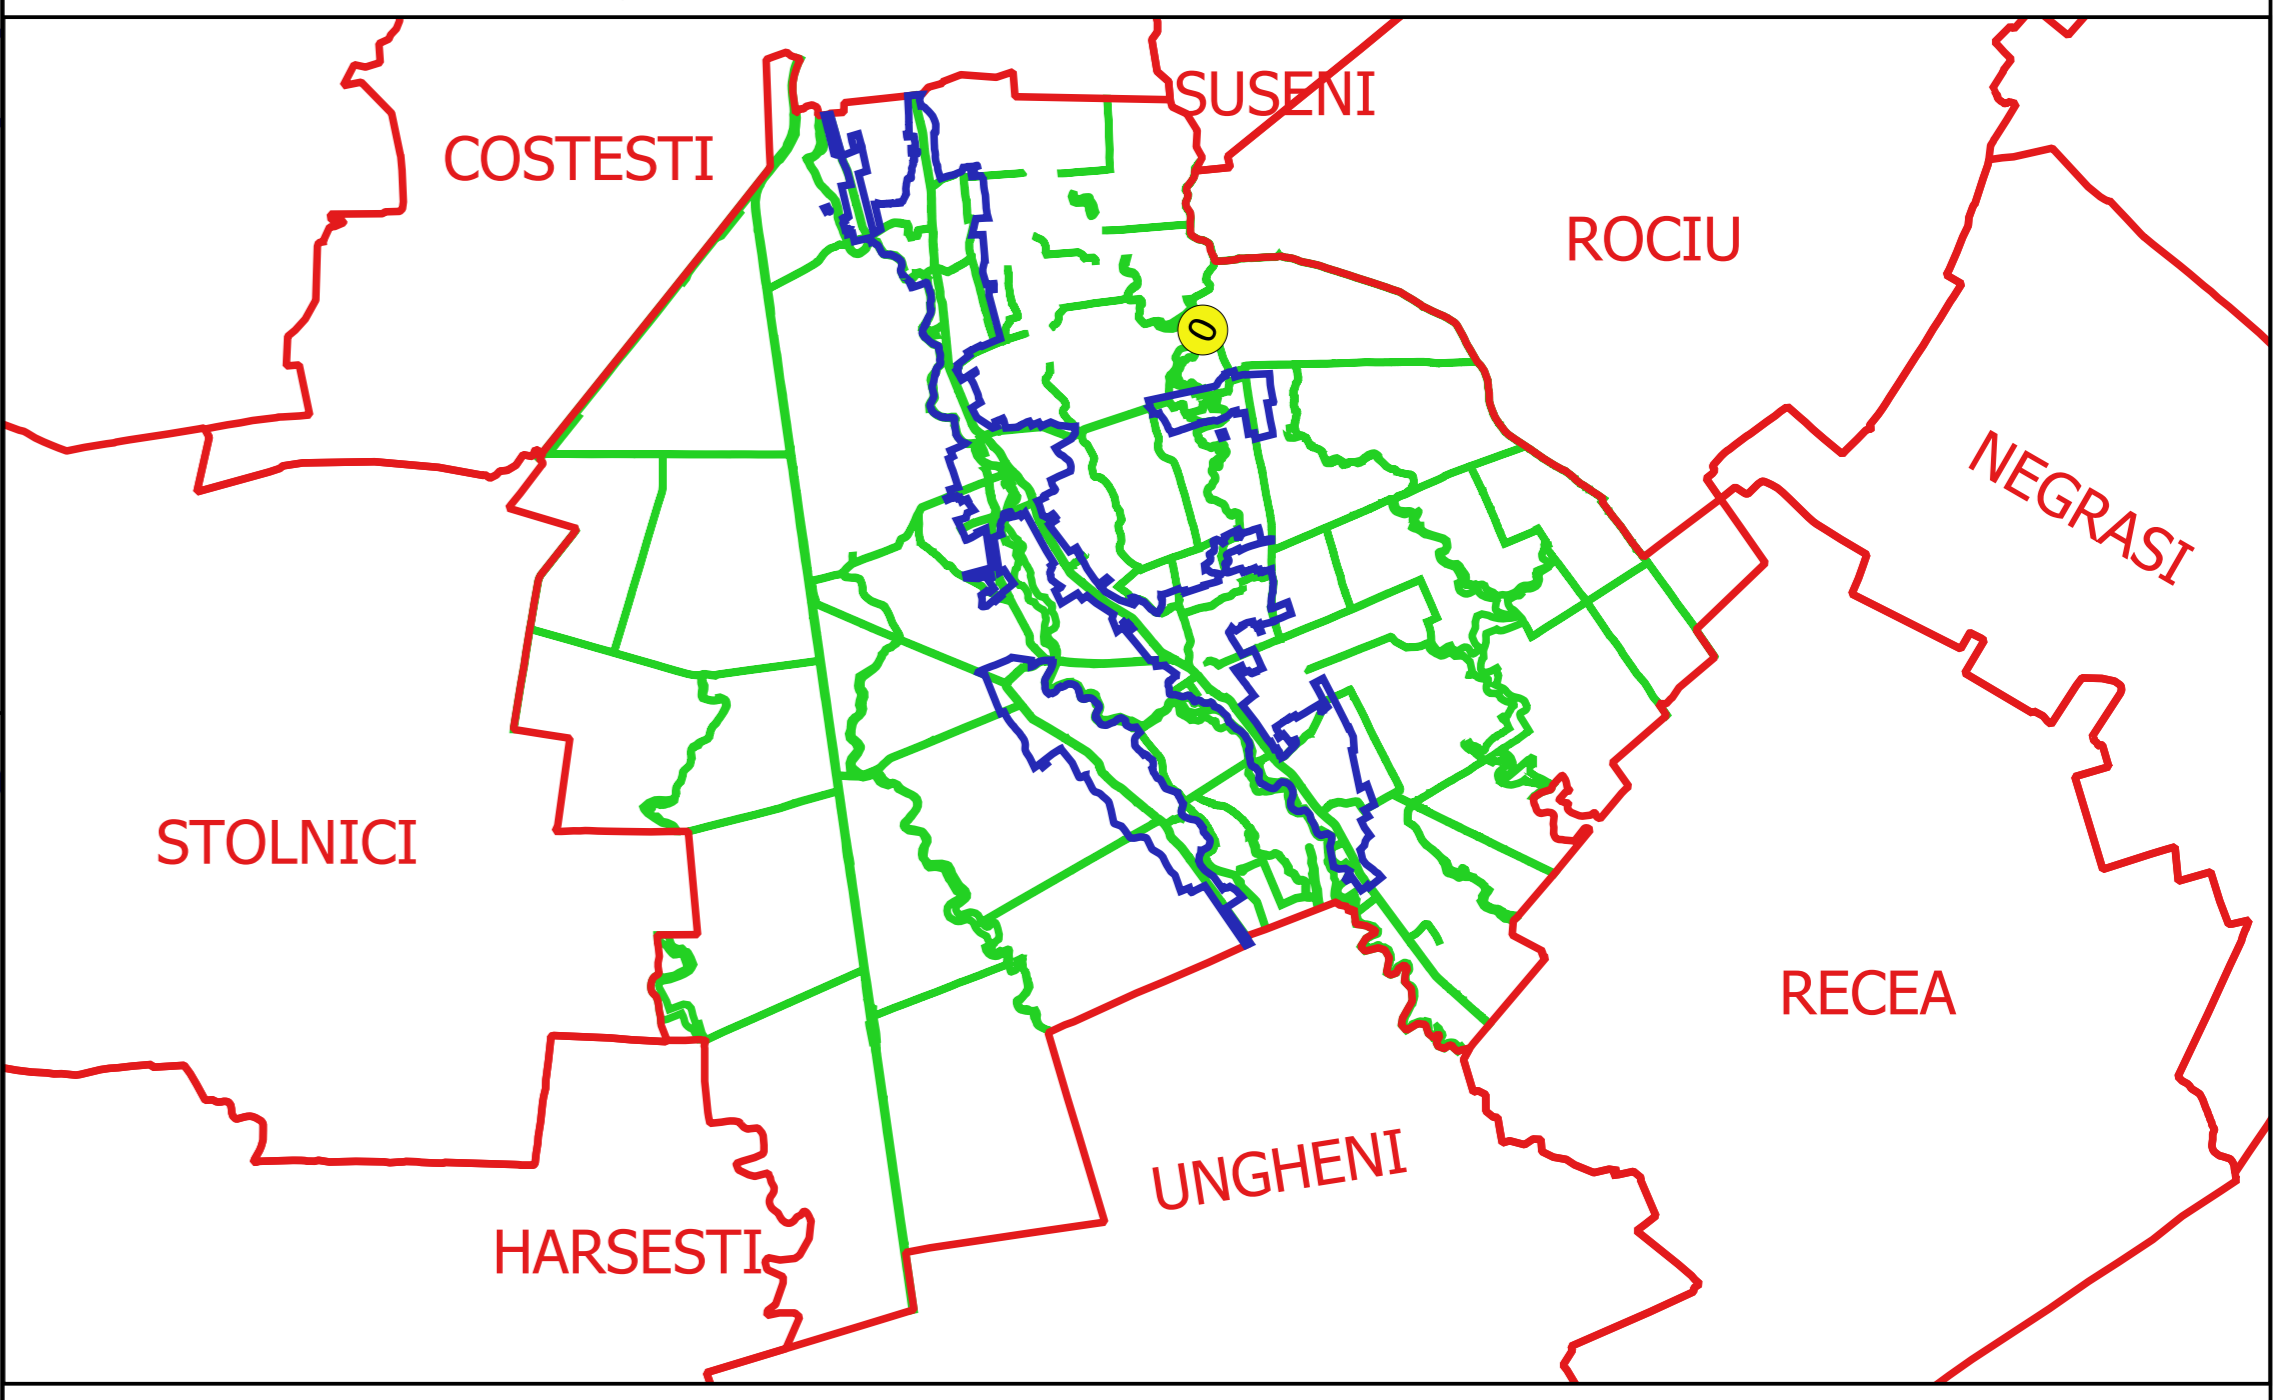 SUSENI
COSTESTI
ROCIU
0
NEGRASI
STOLNICI
RECEA
UNGHENI
HARSESTI